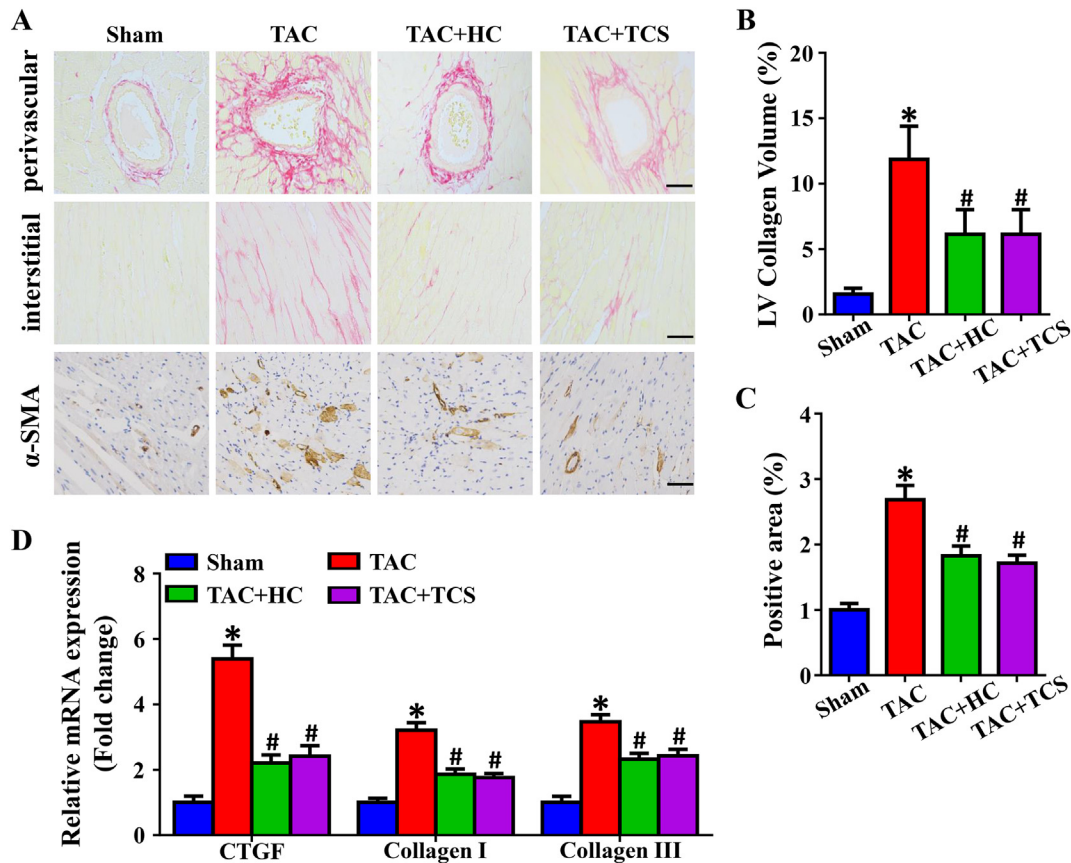 A
Sham TAC TAC+HC TAC+TCS
perivascular
interstitial
α-SMA
B
LV Collagen Volume (%)
20
15
10
5
0
* # #
Sham TAC TAC+HC TAC+TCS
C
Positive area (%)
4
3
2
1
0
* # #
Sham TAC TAC+HC TAC+TCS
D
Sham TAC
TAC+HC TAC+TCS
Relative mRNA expression
(Fold change)
8
6
4
2
0
* # # * # # * # #
CTGF Collagen I Collagen III